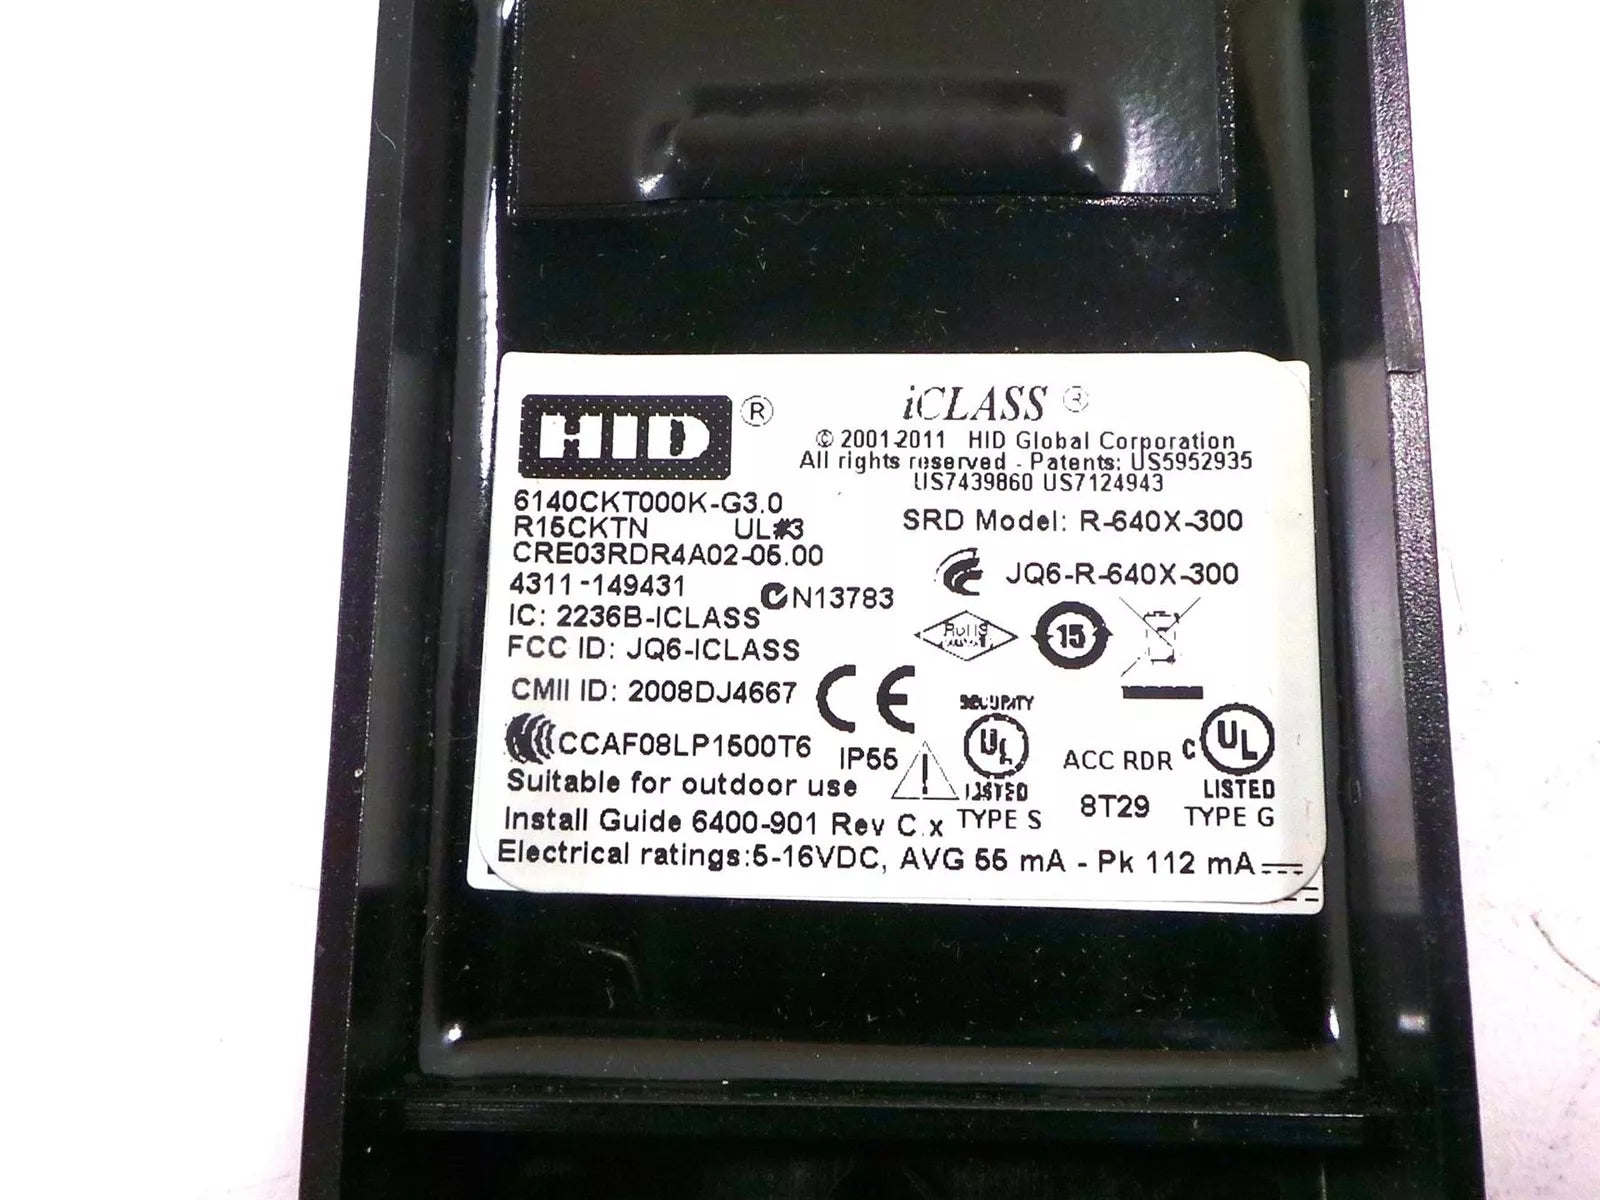 HID ®
iCLASS ®
© 2001-2011 HID Global Corporation
All rights reserved - Patents: US5952935
US7439860 US7124943
6140CKT000K-G3.0
R15CKTN UL#3
SRD Model: R-640X-300
CRE03RDR4A02-05.00
4311-149431
N13783
JQ6-R-640X-300
IC: 2236B-ICLASS
RoHS
15
FCC ID: JQ6-ICLASS
CMII ID: 2008DJ4667
CE
SECURITY
UL
LISTED
TYPE S
CCAF08LP1500T6
IP55
ACC RDR
8T29
C UL
LISTED
TYPE G
Suitable for outdoor use
Install Guide 6400-901 Rev C.x
Electrical ratings:5-16VDC, AVG 55 mA - Pk 112 mA